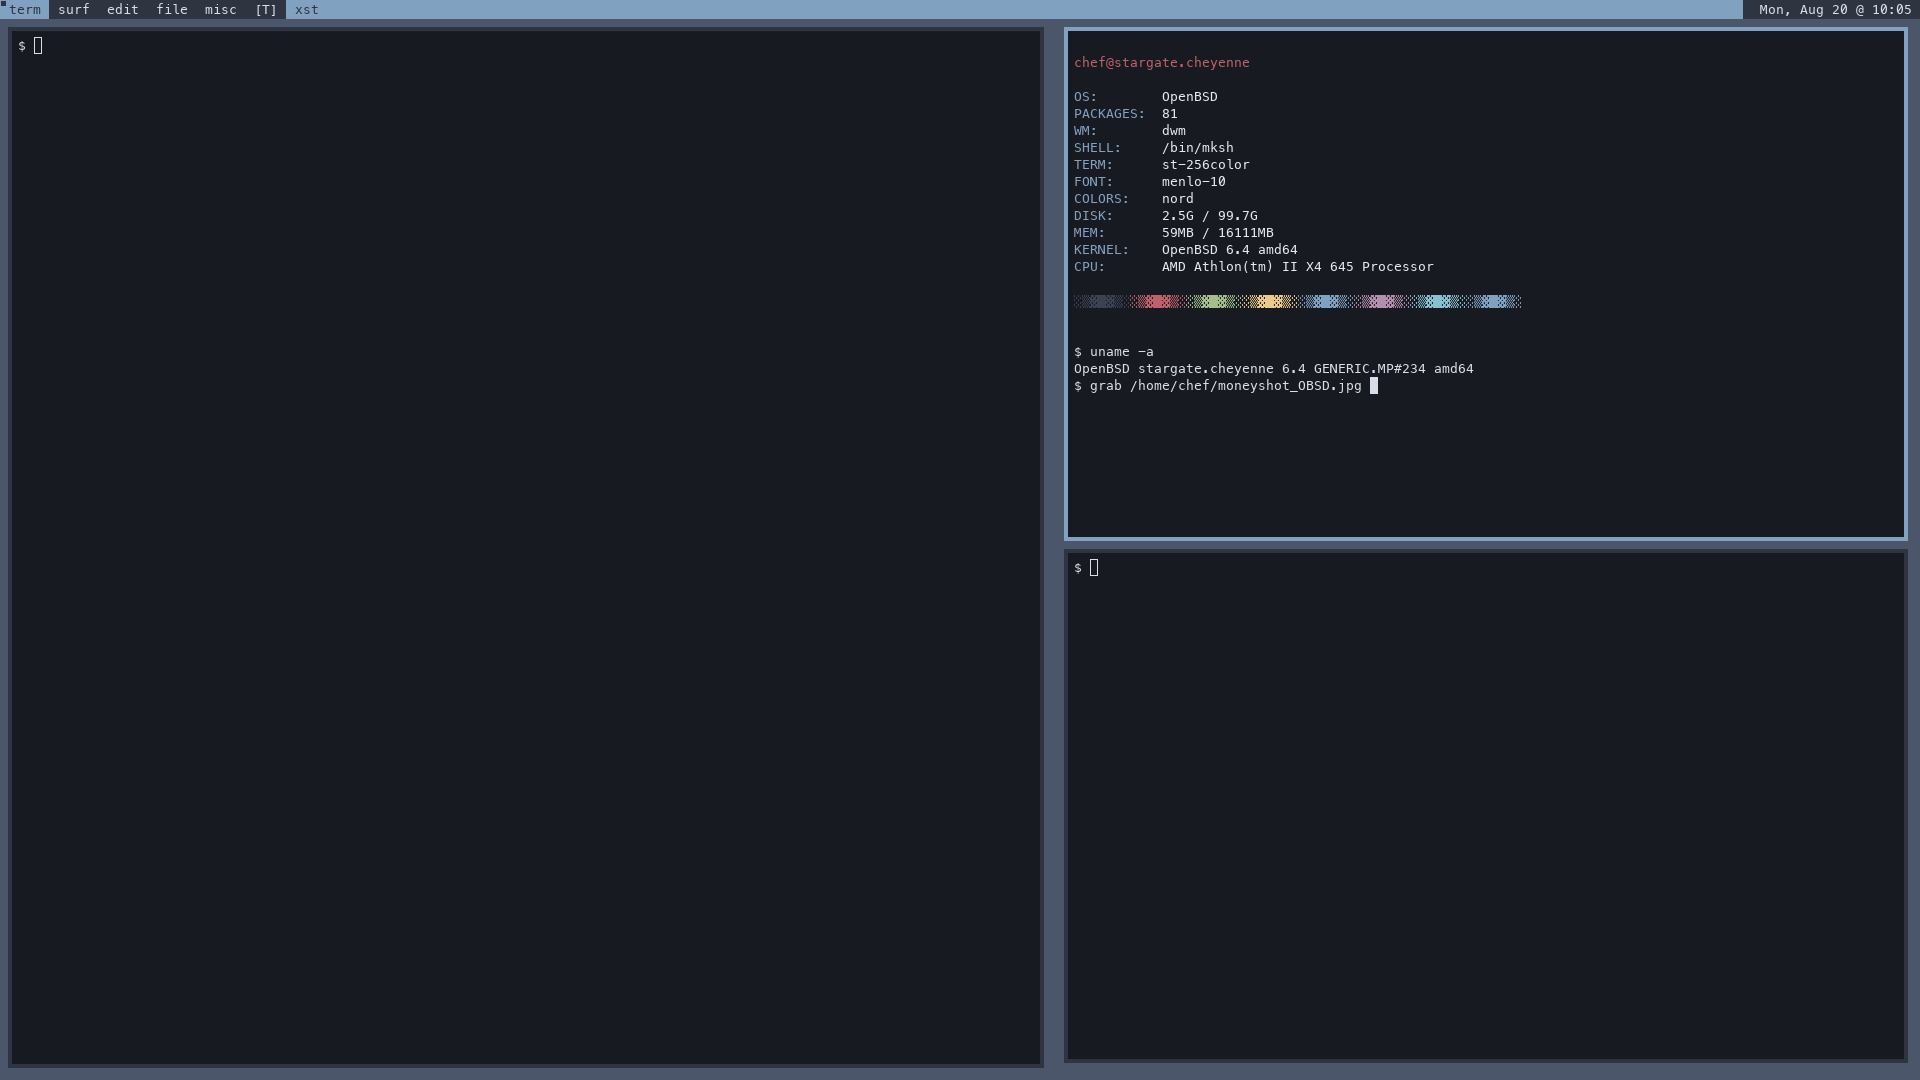 term surf edit file misc [T] xst Mon, Aug 20 @ 10:05
$
chef@stargate.cheyenne
OS: OpenBSD
PACKAGES: 81
WM: dwm
SHELL: /bin/mksh
TERM: st-256color
FONT: menlo-10
COLORS: nord
DISK: 2.5G / 99.7G
MEM: 59MB / 16111MB
KERNEL: OpenBSD 6.4 amd64
CPU: AMD Athlon(tm) II X4 645 Processor
$ uname -a
OpenBSD stargate.cheyenne 6.4 GENERIC.MP#234 amd64
$ grab /home/chef/moneyshot_OBSD.jpg
$